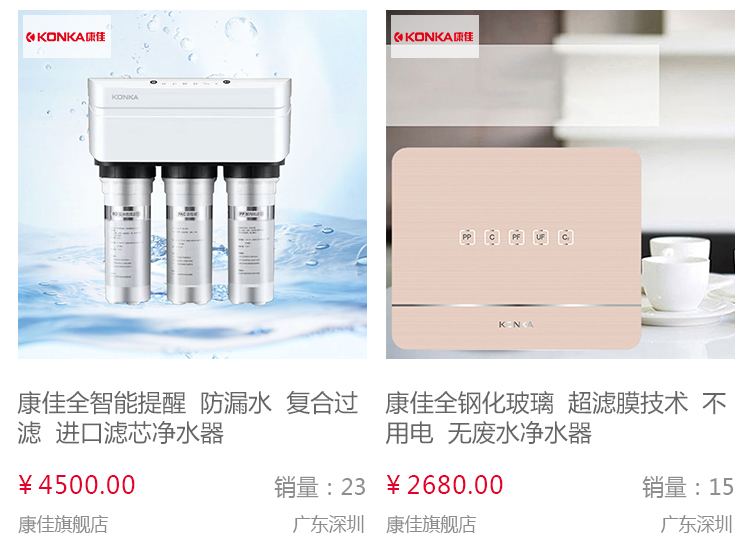 KONKA康佳
KONKA
康佳全智能提醒 防漏水 复合过
滤 进口滤芯净水器
¥4500.00
销量：23
康佳旗舰店
广东深圳
KONKA康佳
PP C PF UF C
KONKA
康佳全钢化玻璃 超滤膜技术 不
用电 无废水净水器
¥2680.00
销量：15
康佳旗舰店
广东深圳